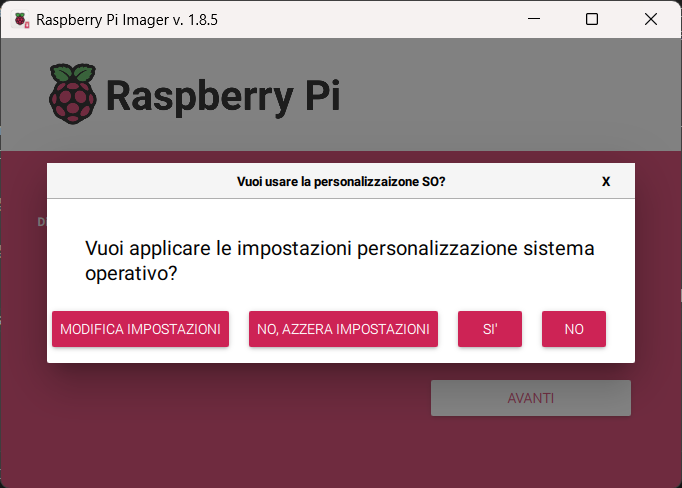 Raspberry Pi Imager v. 1.8.5
Raspberry Pi
Vuoi usare la personalizzaizone SO?
X
Vuoi applicare le impostazioni personalizzazione sistema
operativo?
MODIFICA IMPOSTAZIONI
NO, AZZERA IMPOSTAZIONI
SI'
NO
AVANTI